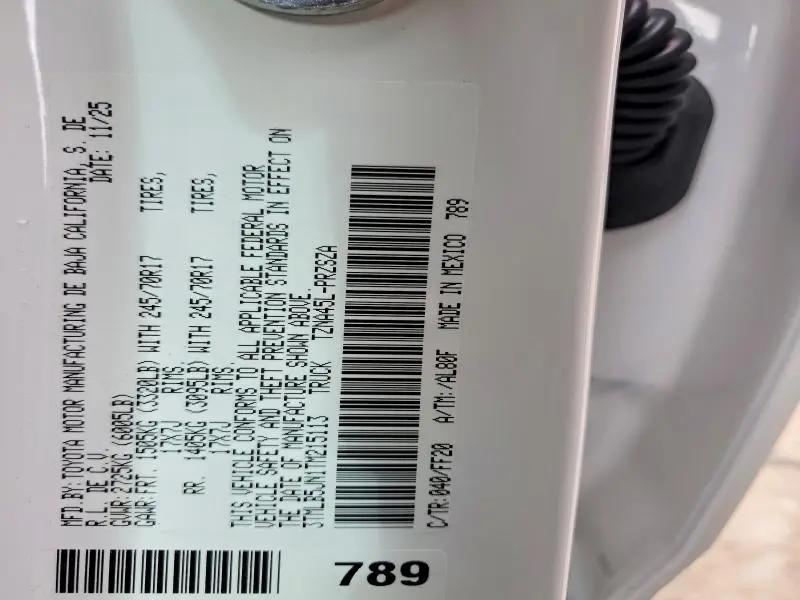 MFD.BY:TOYOTA MOTOR MANUFACTURING DE BAJA CALIFORNIA, S. DE
R.L. DE C.V. DATE: 11/25
GVWR:2725KG (6005LB)
GAWR:FRT. 1505KG (3320LB) WITH 245/70R17 TIRES,
17X7J RIMS,
RR. 1405KG (3095LB) WITH 245/70R17 TIRES,
17X7J RIMS.
THIS VEHICLE CONFORMS TO ALL APPLICABLE FEDERAL MOTOR
VEHICLE SAFETY AND THEFT PREVENTION STANDARDS IN EFFECT ON
THE DATE OF MANUFACTURE SHOWN ABOVE.
3TMLB5JN1TM215113 TRUCK TZNA45L-PRZSZA
C/TR:040/FF20 A/TM:/AL80F MADE IN MEXICO 789
789